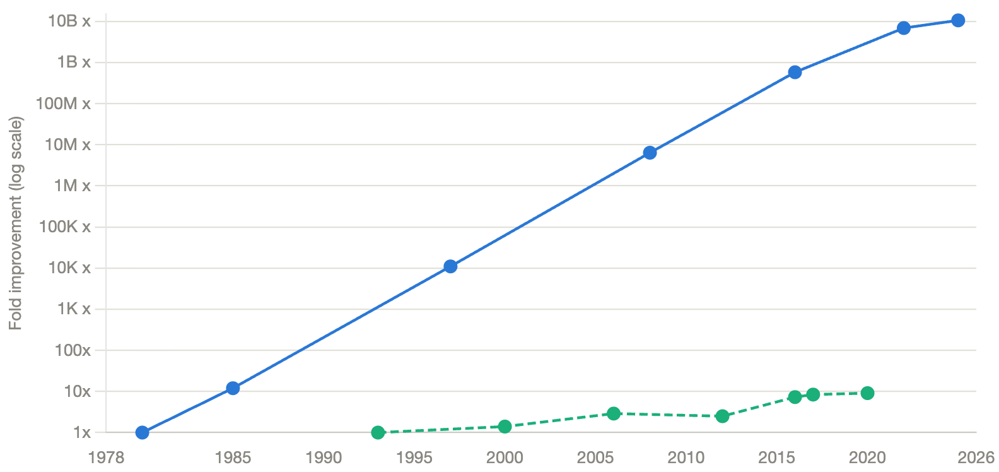 Fold improvement (log scale)
10B x
1B x
100M x
10M x
1M x
100K x
10K x
1K x
100x
10x
1x
1978 1985 1990 1995 2000 2005 2010 2015 2020 2026